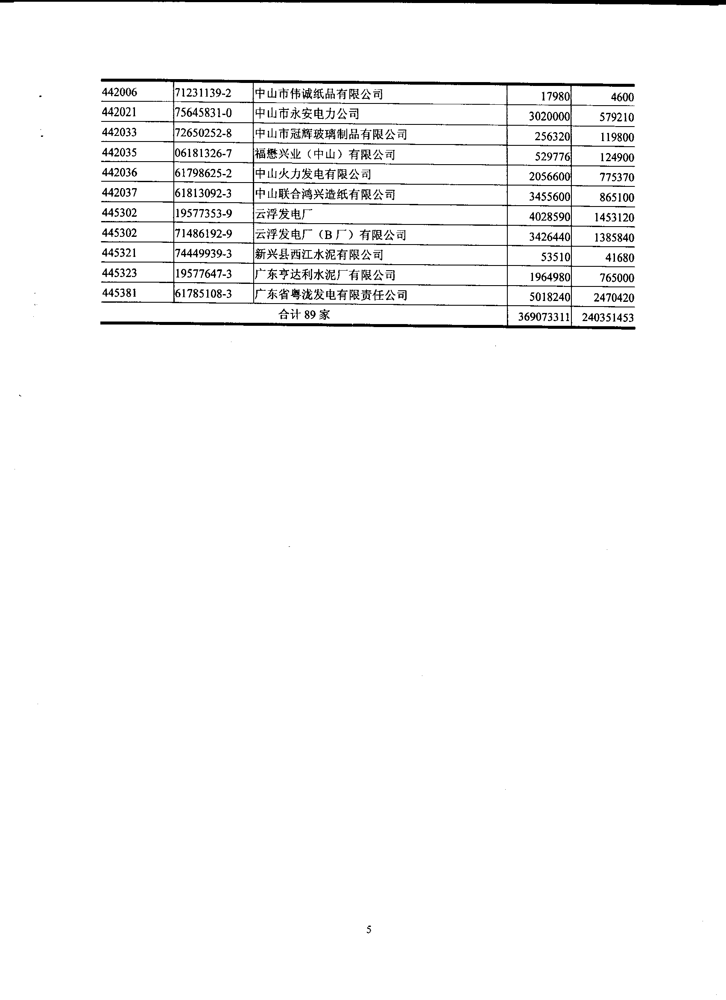 442006 71231139-2 中山市伟诚纸品有限公司 17980 4600
442021 75645831-0 中山市永安电力公司 3020000 579210
442033 72650252-8 中山市冠辉玻璃制品有限公司 256320 119800
442035 06181326-7 福懋兴业（中山）有限公司 529776 124900
442036 61798625-2 中山火力发电有限公司 2056600 775370
442037 61813092-3 中山联合鸿兴造纸有限公司 3455600 865100
445302 19577353-9 云浮发电厂 4028590 1453120
445302 71486192-9 云浮发电厂（B 厂）有限公司 3426440 1385840
445321 74449939-3 新兴县西江水泥有限公司 53510 41680
445323 19577647-3 广东亨达利水泥厂有限公司 1964980 765000
445381 61785108-3 广东省粤泷发电有限责任公司 5018240 2470420
合计 89 家 369073311 240351453
5